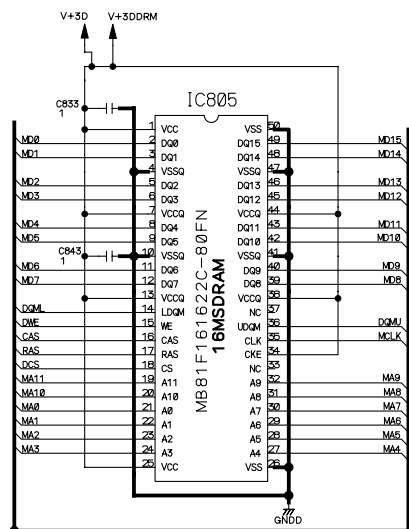 V+3D V+3DDRM
IC805
C833
1
1 VCC VSS 50
MD0 2 DQ0 DQ15 49 MD15
MD1 3 DQ1 DQ14 48 MD14
4 VSSQ VSSQ 47
MD2 5 DQ2 DQ13 46 MD13
MD3 6 DQ3 DQ12 45 MD12
7 VCCQ VCCQ 44
MD4 8 DQ4 DQ11 43 MD11
MD5 9 DQ5 DQ10 42 MD10
C843
1
10 VSSQ VSSQ 41
MD6 11 DQ6 DQ9 40 MD9
MD7 12 DQ7 DQ8 39 MD8
13 VCCQ VCCQ 38
DQML 14 LDQM NC 37
DWE 15 WE UDQM 36 DQMU
CAS 16 CAS CLK 35 MCLK
RAS 17 RAS CKE 34
DCS 18 CS NC 33
MA11 19 A11 A9 32 MA9
MA10 20 A10 A8 31 MA8
MA0 21 A0 A7 30 MA7
MA1 22 A1 A6 29 MA6
MA2 23 A2 A5 28 MA5
MA3 24 A3 A4 27 MA4
25 VCC VSS 26
MB81F161622C-80FN
16MSDRAM
GNDD